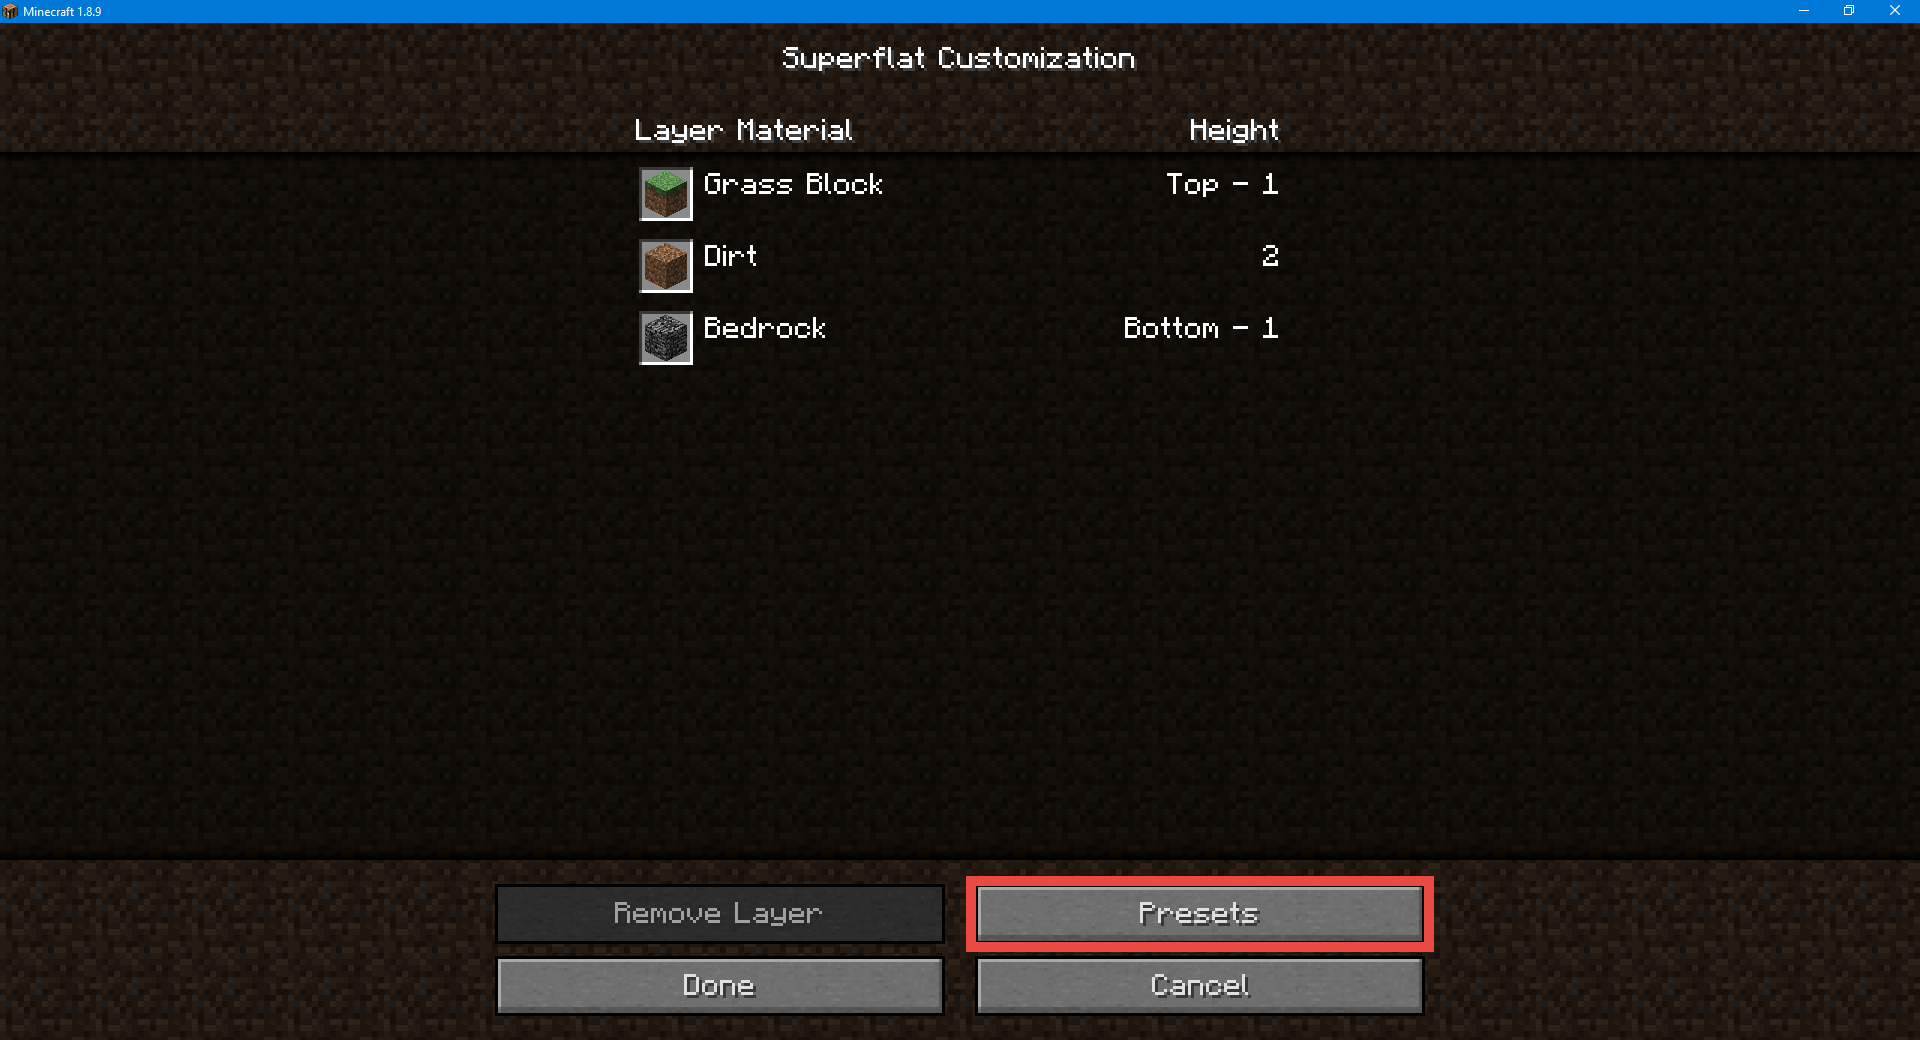 Minecraft 1.8.9
Superflat Customization
Layer Material Height
Grass Block Top - 1
Dirt 2
Bedrock Bottom - 1
Remove Layer Presets
Done Cancel